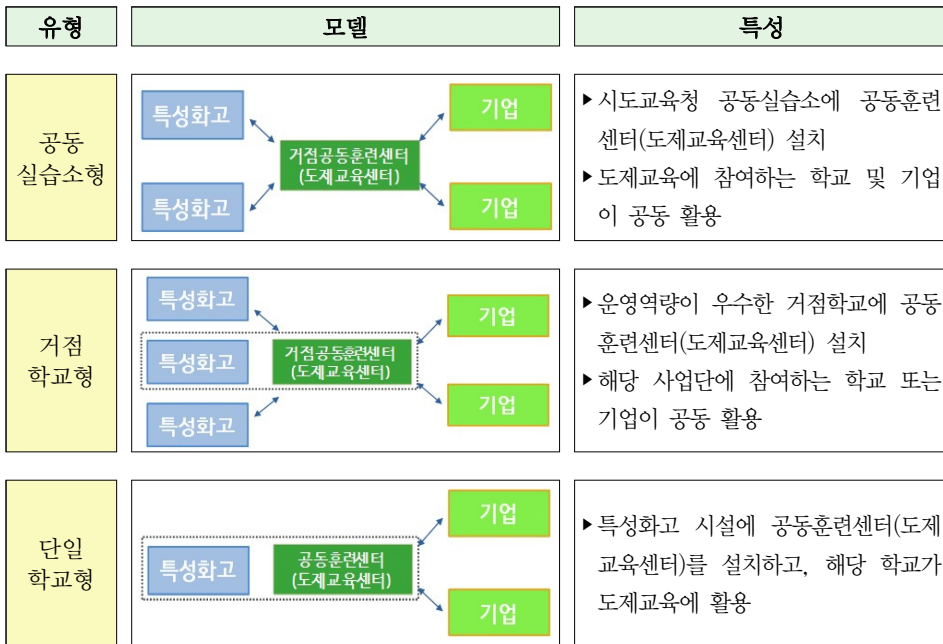 유형
모델
특성
공동
실습소형
특성화고
특성화고
거점공동훈련센터
(도제교육센터)
기업
기업
▶시도교육청 공동실습소에 공동훈련
센터(도제교육센터) 설치
▶도제교육에 참여하는 학교 및 기업
이 공동 활용
거점
학교형
특성화고
특성화고
특성화고
거점공동훈련센터
(도제교육센터)
기업
기업
▶운영역량이 우수한 거점학교에 공동
훈련센터(도제교육센터) 설치
▶해당 사업단에 참여하는 학교 또는
기업이 공동 활용
단일
학교형
특성화고
공동훈련센터
(도제교육센터)
기업
기업
▶특성화고 시설에 공동훈련센터(도제
교육센터)를 설치하고, 해당 학교가
도제교육에 활용